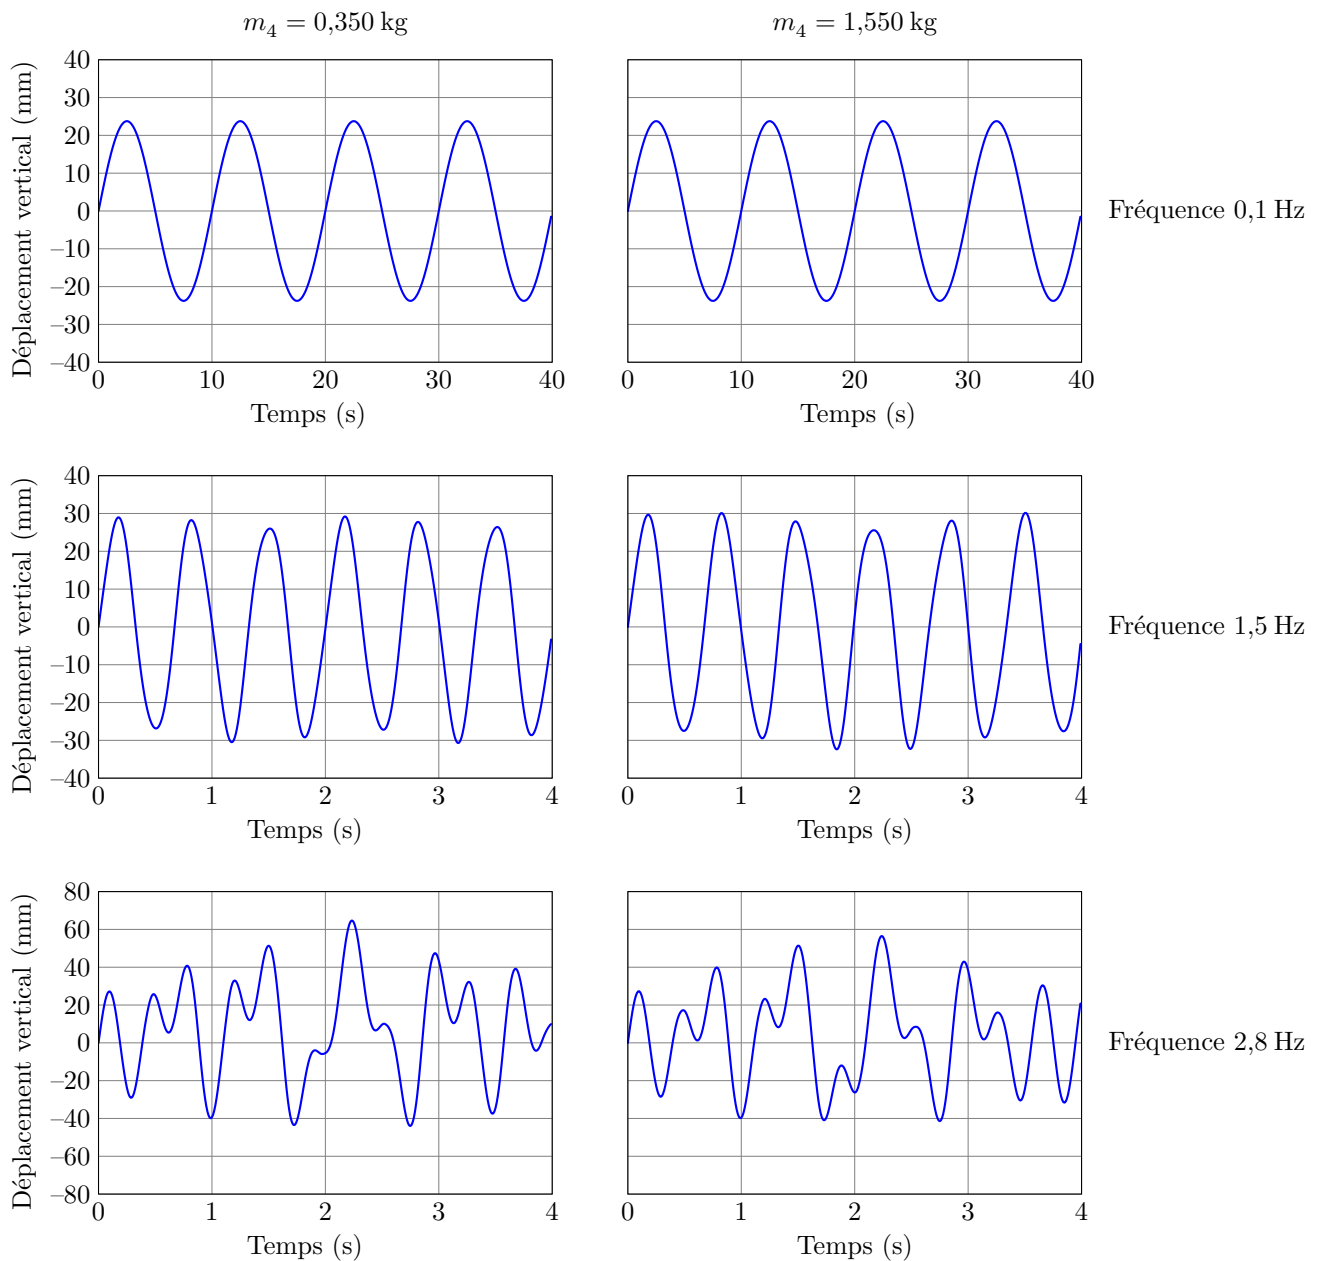 m₄ = 0,350 kg
m₄ = 1,550 kg
Déplacement vertical (mm)
40
30
20
10
0
–10
–20
–30
–40
0 10 20 30 40
Temps (s)
0 10 20 30 40
Temps (s)
Fréquence 0,1 Hz
Déplacement vertical (mm)
40
30
20
10
0
–10
–20
–30
–40
0 1 2 3 4
Temps (s)
0 1 2 3 4
Temps (s)
Fréquence 1,5 Hz
Déplacement vertical (mm)
80
60
40
20
0
–20
–40
–60
–80
0 1 2 3 4
Temps (s)
0 1 2 3 4
Temps (s)
Fréquence 2,8 Hz